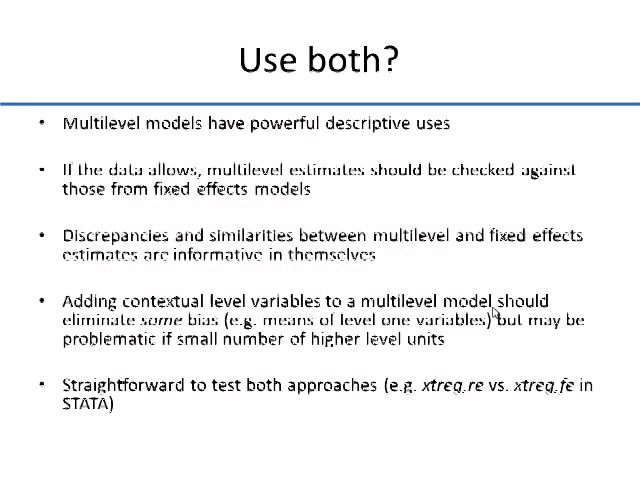 Use both?
• Multilevel models have powerful descriptive uses
• If the data allows, multilevel estimates should be checked against
those from fixed effects models
• Discrepancies and similarities between multilevel and fixed effects
estimates are informative in themselves
• Adding contextual level variables to a multilevel model should
eliminate some bias (e.g. means of level one variables) but may be
problematic if small number of higher level units
• Straightforward to test both approaches (e.g. xtreg,re vs. xtreg,fe in
STATA)